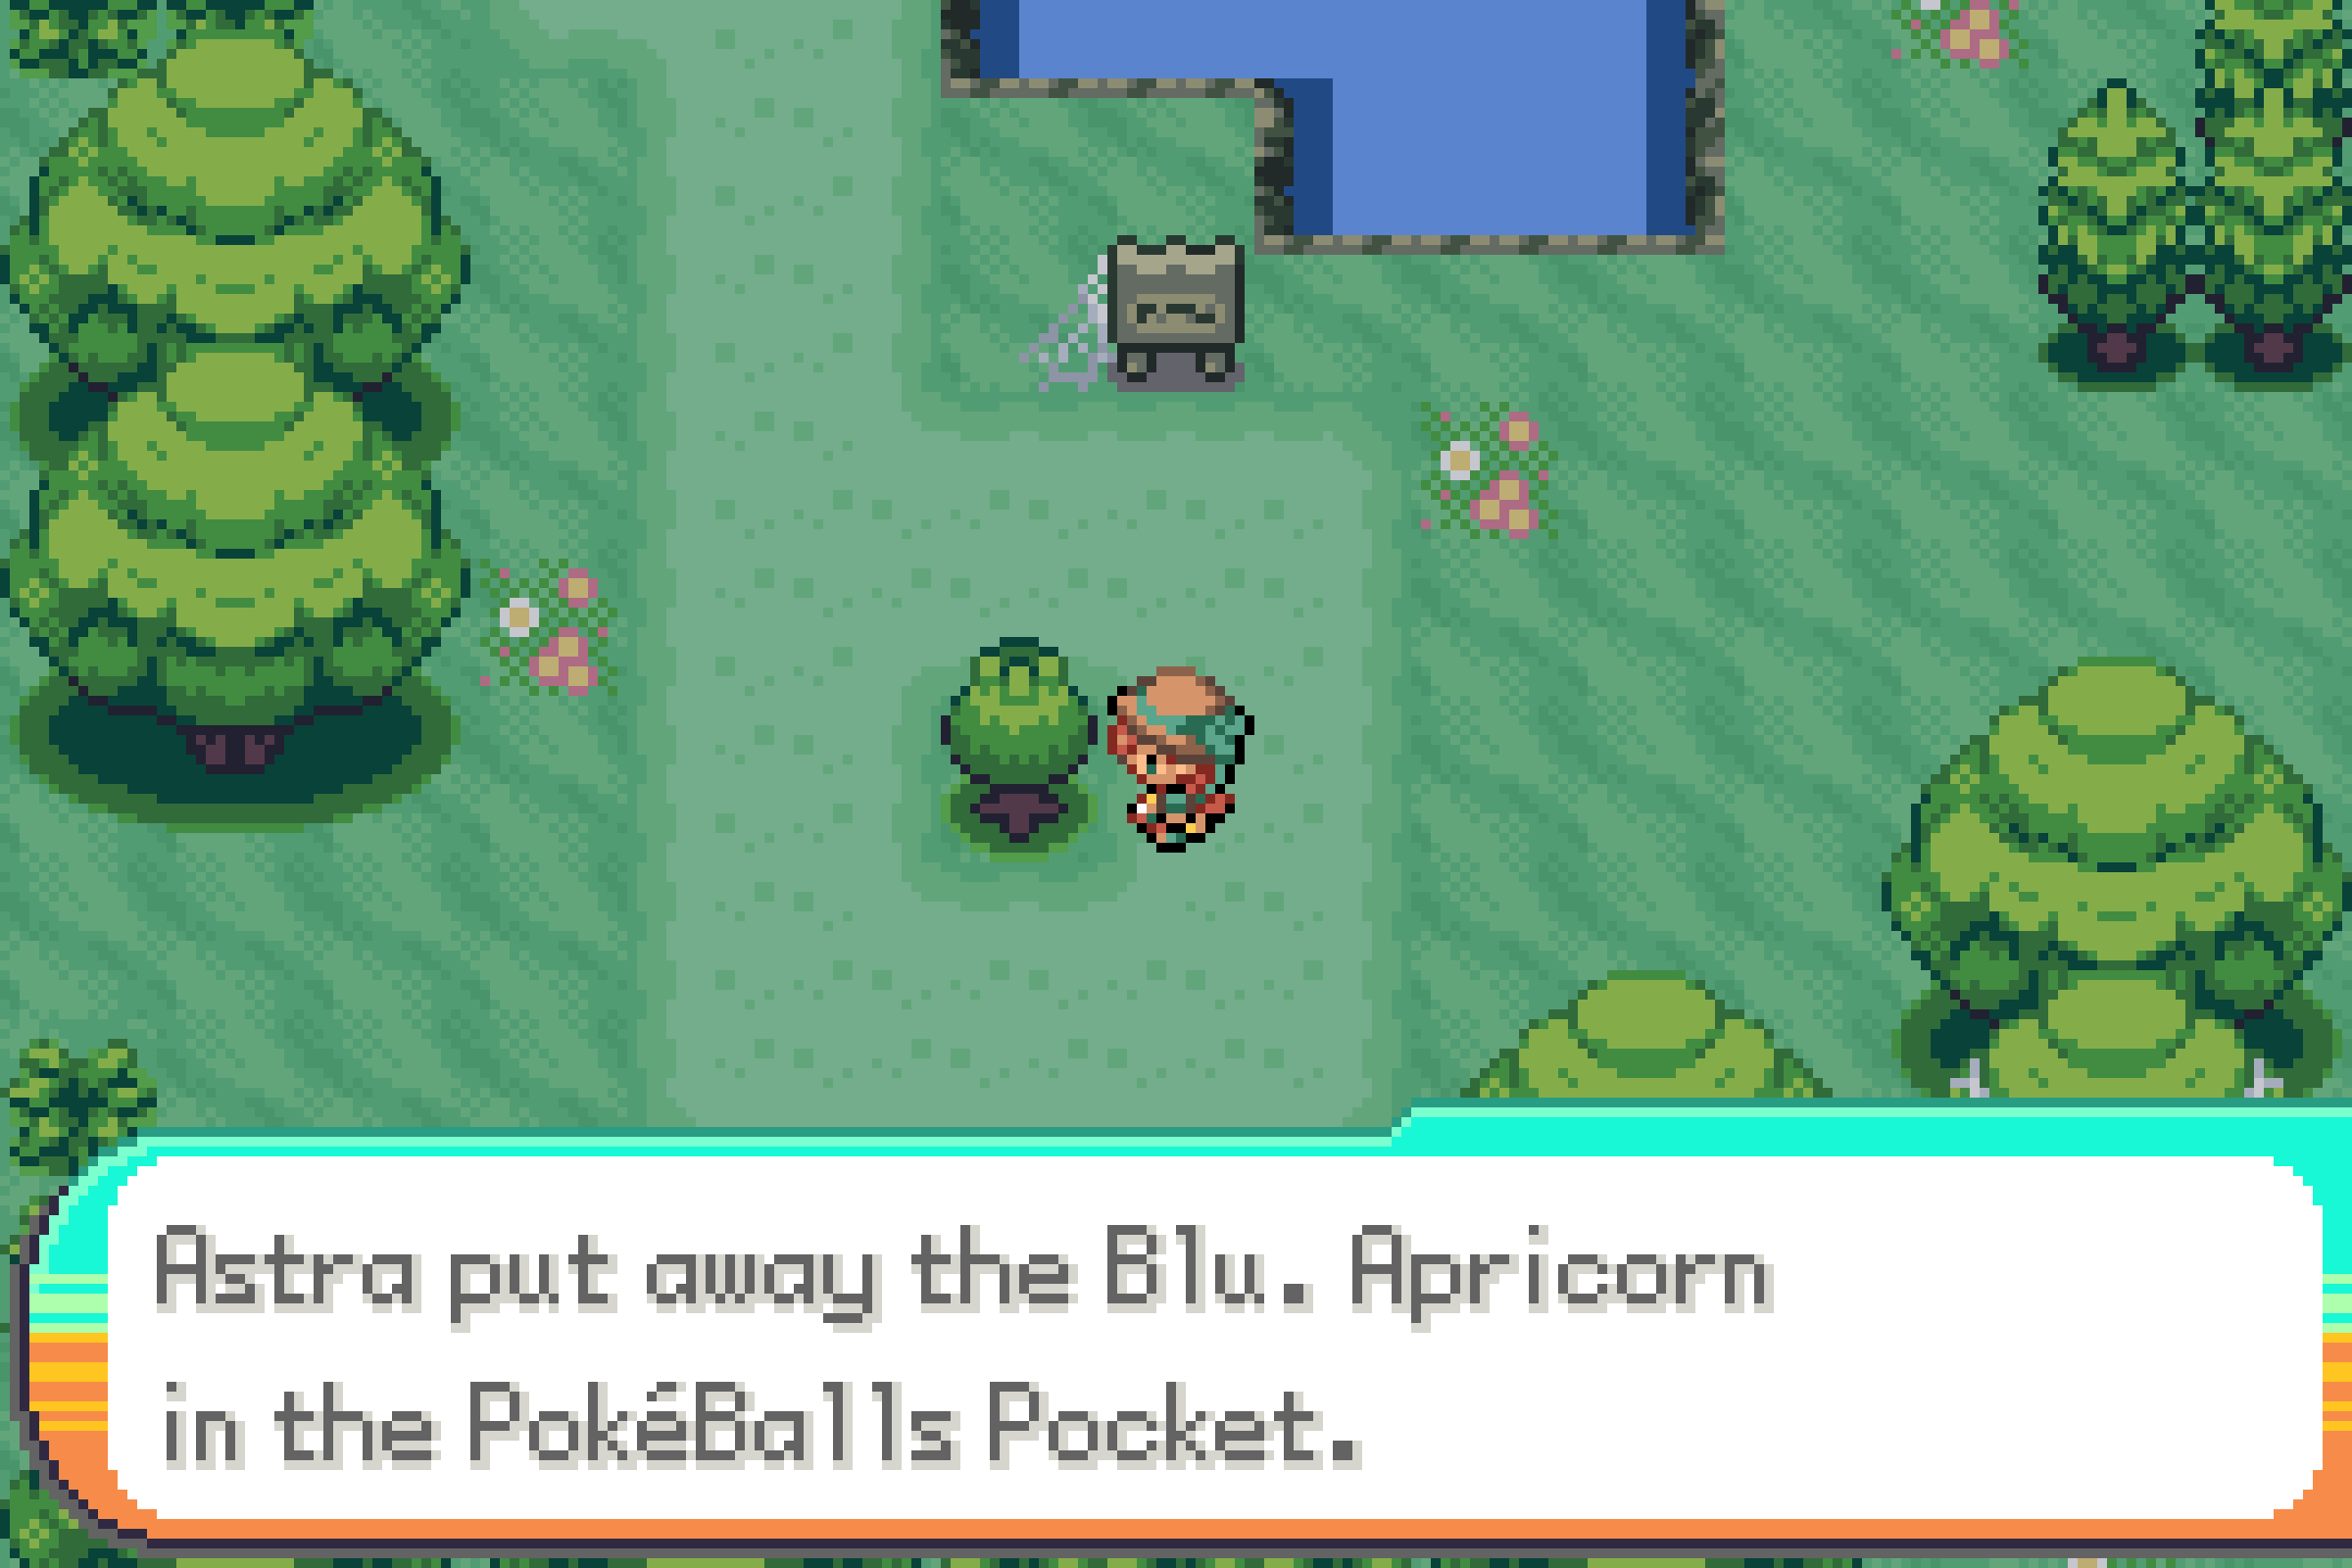 Astra put away the Blu. Apricorn
in the PokéBalls Pocket.